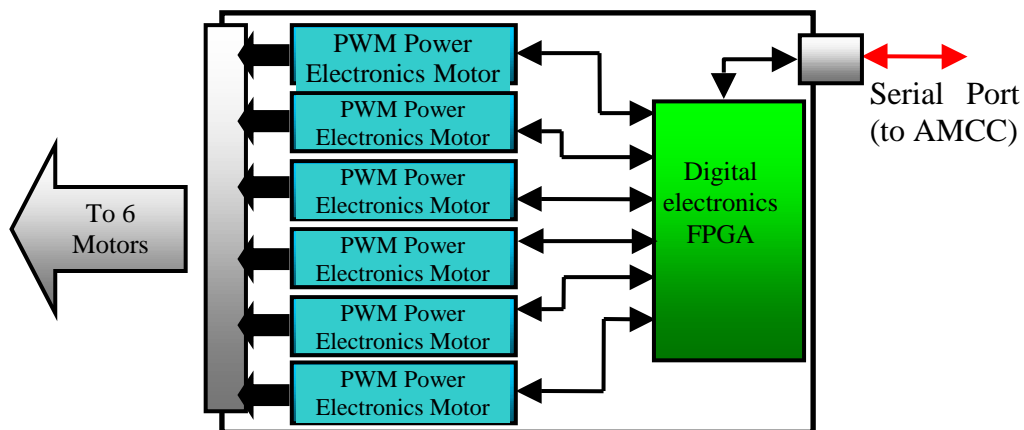 PWM Power
Electronics Motor
PWM Power
Electronics Motor
PWM Power
Electronics Motor
PWM Power
Electronics Motor
PWM Power
Electronics Motor
PWM Power
Electronics Motor
To 6
Motors
Digital
electronics
FPGA
Serial Port
(to AMCC)